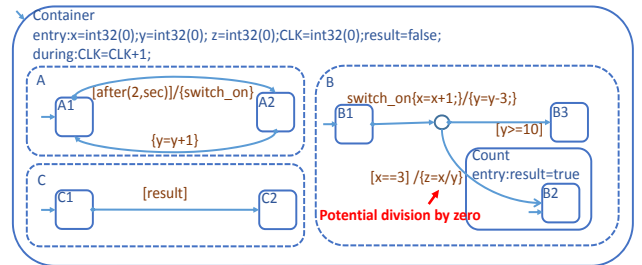 Container
entry:x=int32(0);y=int32(0); z=int32(0);CLK=int32(0);result=false;
during:CLK=CLK+1;
A
[after(2,sec)]/{switch_on}
A1
A2
{y=y+1}
B
switch_on{x=x+1;}/{y=y-3;}
B1
B3
[y>=10]
Count
entry:result=true
[x==3] /{z=x/y}
B2
Potential division by zero
C
[result]
C1
C2